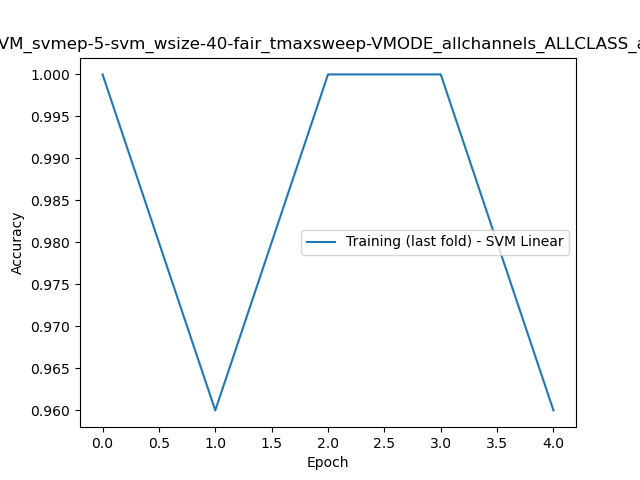 VM_svmep-5-svm_wsize-40-fair_tmaxsweep-VMODE_allchannels_ALLCLASS_a
1.000
0.995
0.990
0.985
0.980
0.975
0.970
0.965
0.960
Accuracy
Training (last fold) - SVM Linear
0.0 0.5 1.0 1.5 2.0 2.5 3.0 3.5 4.0
Epoch